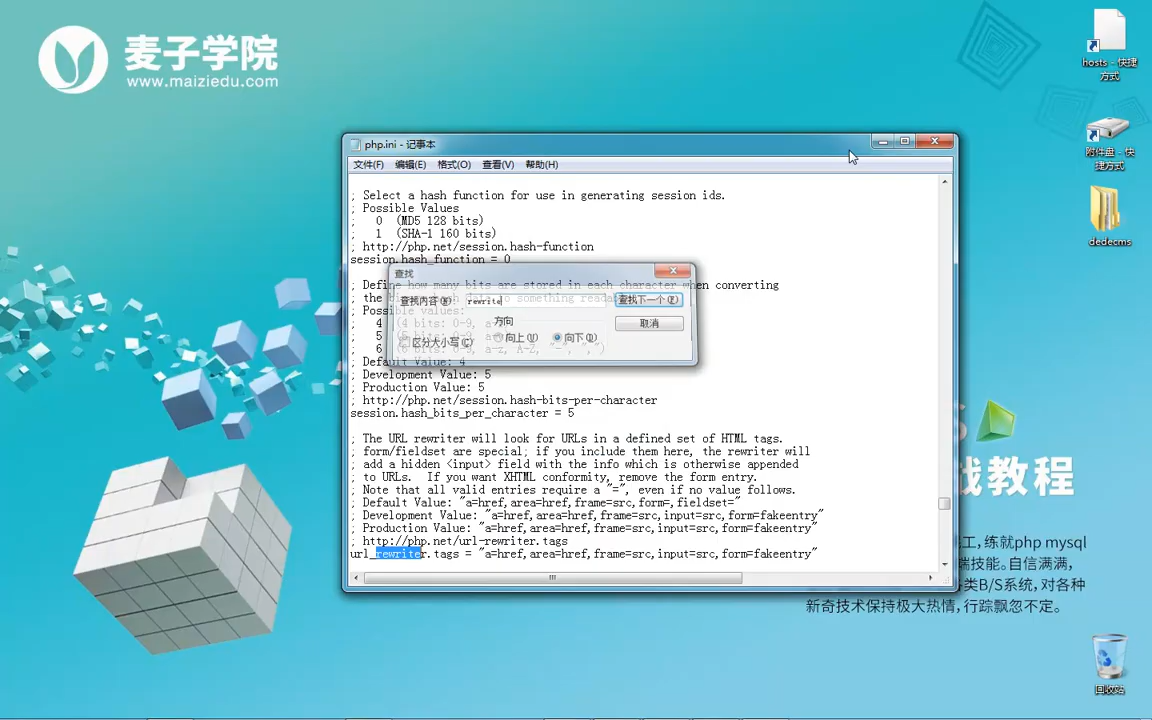 麦子学院
www.maiziedu.com
hosts - 快捷
方式
附件盘 - 快
捷方式
dedecms
php.ini - 记事本
文件(F) 编辑(E) 格式(O) 查看(V) 帮助(H)
; Select a hash function for use in generating session ids.
; Possible Values
;   0  (MD5 128 bits)
;   1  (SHA-1 160 bits)
; http://php.net/session.hash-function
session.hash_function = 0
查找
; Define how many bits are stored in each character when converting
查找内容(N): rewrite 查找下一个(F)
; Possible values:
方向
向上(U) 向下(D) 取消
区分大小写(C)
; Default Value: 4
; Development Value: 5
; Production Value: 5
; http://php.net/session.hash-bits-per-character
session.hash_bits_per_character = 5
; The URL rewriter will look for URLs in a defined set of HTML tags.
; form/fieldset are special; if you include them here, the rewriter will
; add a hidden <input> field with the info which is otherwise appended
; to URLs.  If you want XHTML conformity, remove the form entry.
; Note that all valid entries require a "=", even if no value follows.
; Default Value: "a=href,area=href,frame=src,form=,fieldset="
; Development Value: "a=href,area=href,frame=src,input=src,form=fakeentry"
; Production Value: "a=href,area=href,frame=src,input=src,form=fakeentry"
; http://php.net/url-rewriter.tags
url_rewriter.tags = "a=href,area=href,frame=src,input=src,form=fakeentry"
战教程
工,练就php mysql
端技能。自信满满,
类B/S系统,对各种
新奇技术保持极大热情,行踪飘忽不定。
回收站